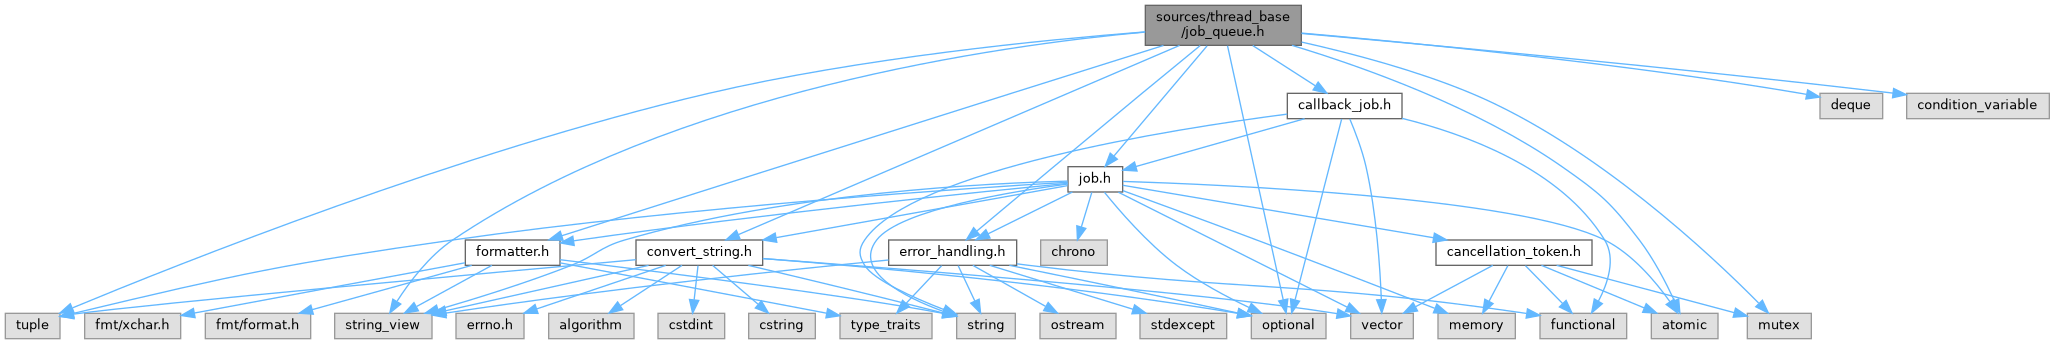 sources/thread_base
/job_queue.h
callback_job.h
deque
condition_variable
job.h
formatter.h
convert_string.h
error_handling.h
chrono
cancellation_token.h
tuple
fmt/xchar.h
fmt/format.h
string_view
errno.h
algorithm
cstdint
cstring
type_traits
string
ostream
stdexcept
optional
vector
memory
functional
atomic
mutex